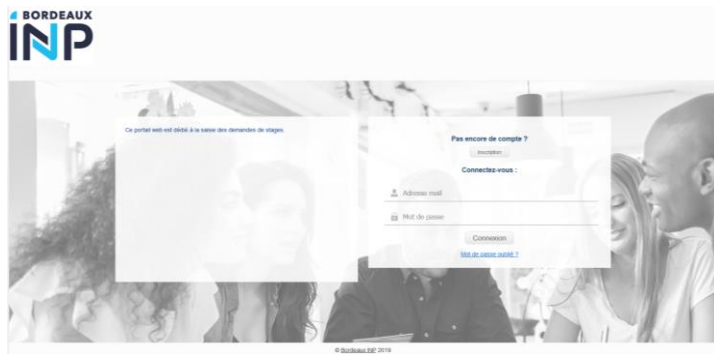 BORDEAUX
INP
Ce portail web est dédié à la saisie des demandes de stages.
Pas encore de compte ?
Inscription
Connectez-vous :
Adresse mail
Mot de passe
Connexion
Mot de passe oublié ?
© Bordeaux INP 2019